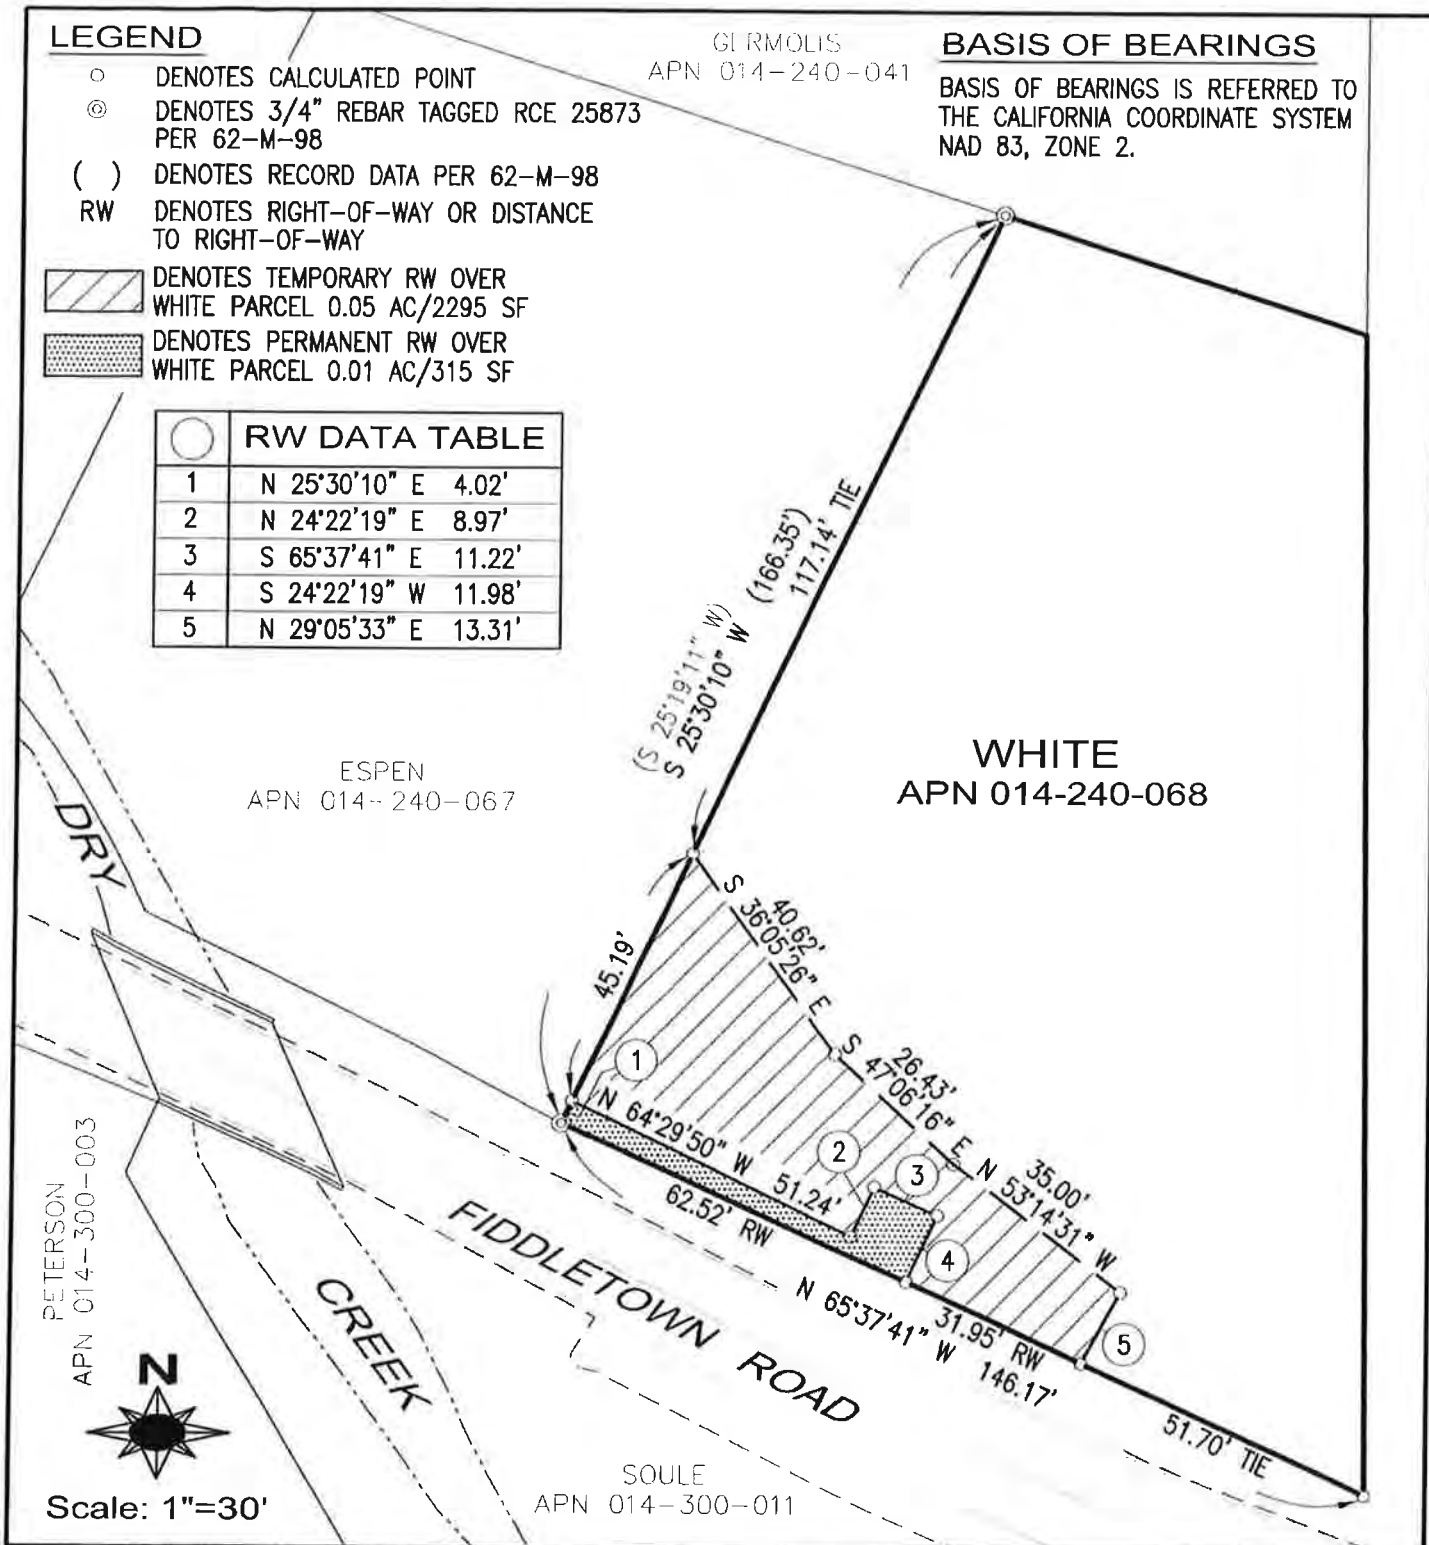 LEGEND
DENOTES CALCULATED POINT
DENOTES 3/4" REBAR TAGGED RCE 25873
PER 62-M-98
( ) DENOTES RECORD DATA PER 62-M-98
RW DENOTES RIGHT-OF-WAY OR DISTANCE
TO RIGHT-OF-WAY
DENOTES TEMPORARY RW OVER
WHITE PARCEL 0.05 AC/2295 SF
DENOTES PERMANENT RW OVER
WHITE PARCEL 0.01 AC/315 SF
GERMOLIS
APN 014-240-041
BASIS OF BEARINGS
BASIS OF BEARINGS IS REFERRED TO
THE CALIFORNIA COORDINATE SYSTEM
NAD 83, ZONE 2.
RW DATA TABLE
1 N 25°30'10" E 4.02'
2 N 24°22'19" E 8.97'
3 S 65°37'41" E 11.22'
4 S 24°22'19" W 11.98'
5 N 29°05'33" E 13.31'
(S 25°19'11" W) (166.35')
S 25°30'10" W 117.14' TIE
WHITE
APN 014-240-068
ESPEN
APN 014-240-067
DRY
CREEK
45.19'
40.62'
S 36°05'26" E
26.43'
S 47°06'16" E
35.00'
N 53°14'31" W
1
2
3
4
5
N 64°29'50" W 51.24'
62.52' RW
31.95' RW
N 65°37'41" W 146.17'
51.70' TIE
FIDDLETOWN ROAD
PETERSON
APN 014-300-003
SOULE
APN 014-300-011
N
Scale: 1"=30'